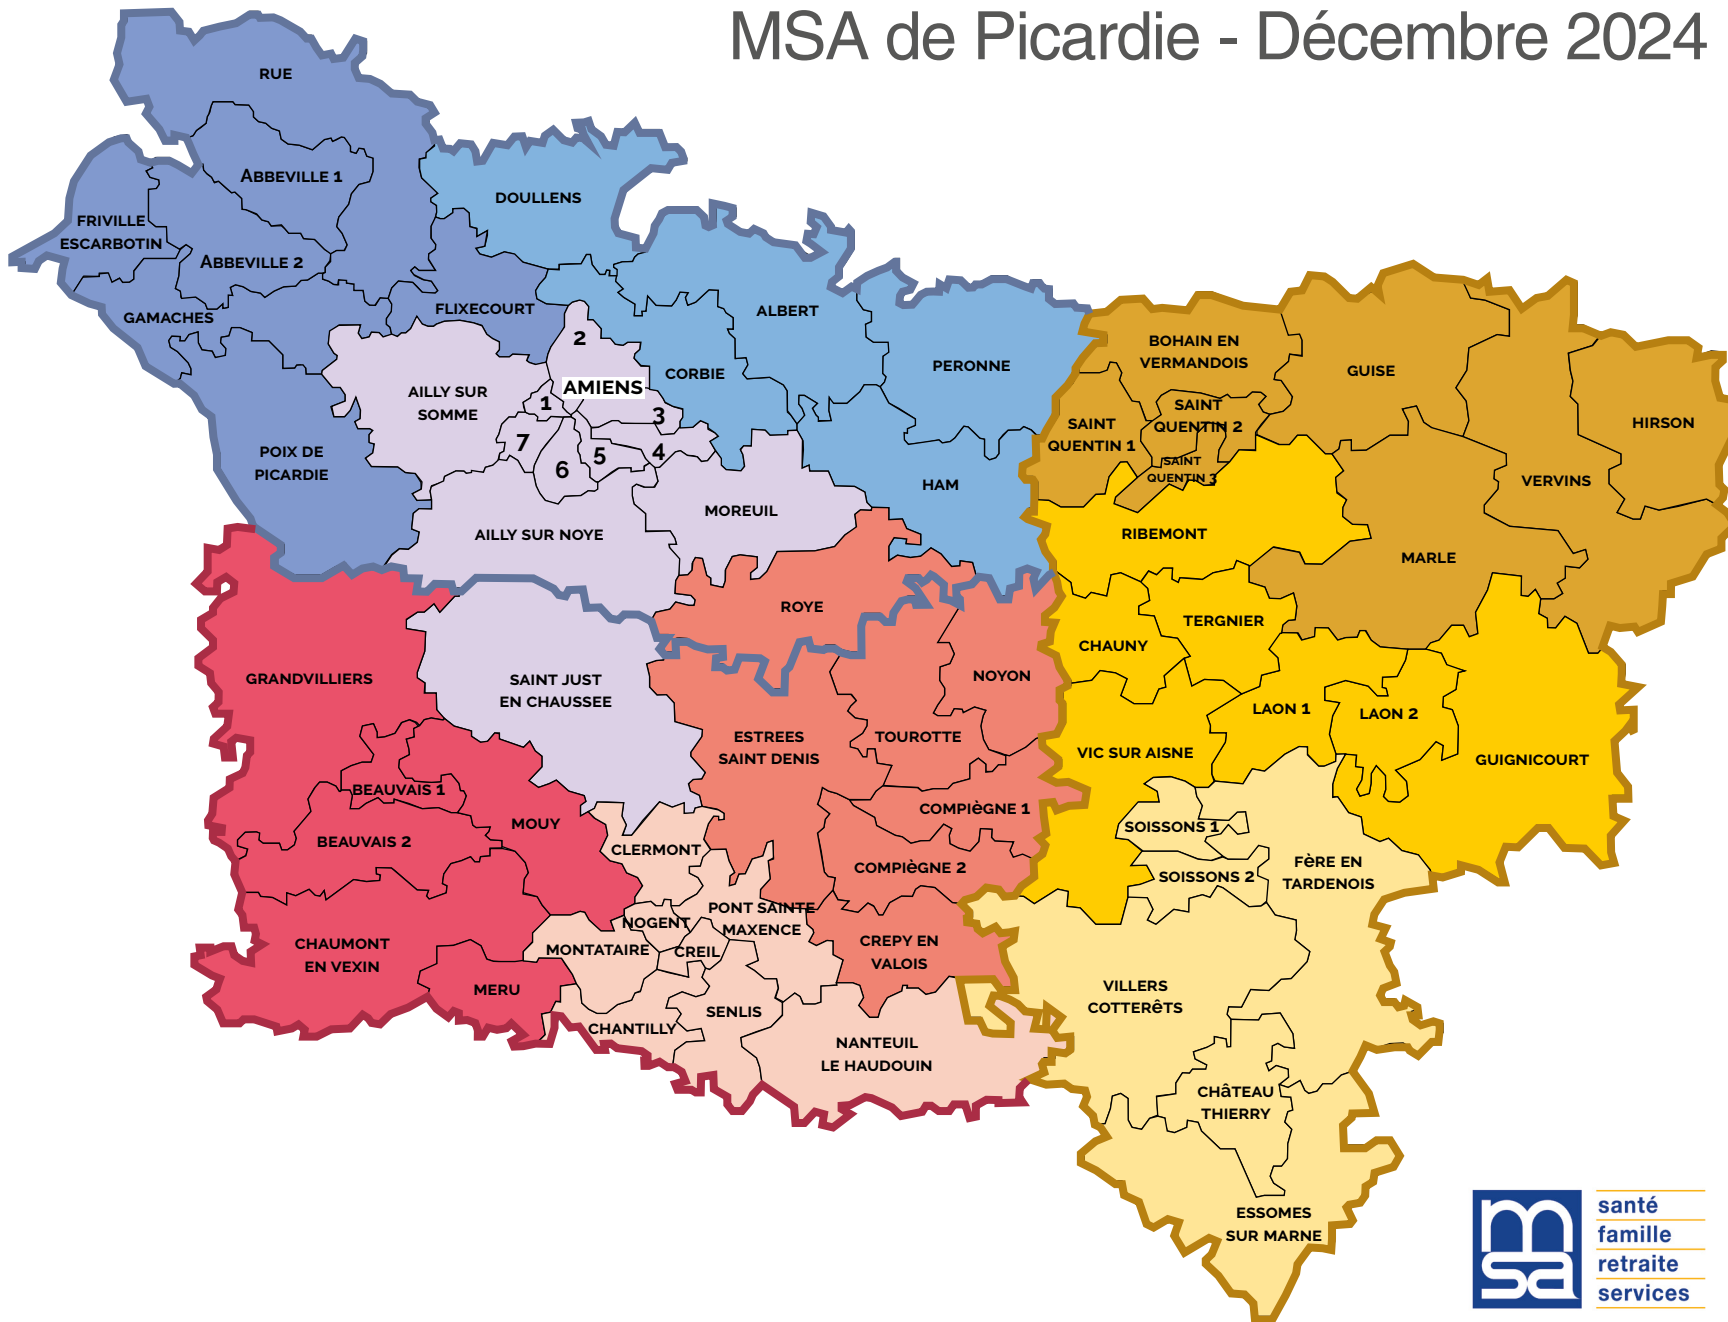 MSA de Picardie - Décembre 2024
RUE
ABBEVILLE 1
FRIVILLE
ESCARBOTIN
ABBEVILLE 2
GAMACHES
FLIXECOURT
POIX DE
PICARDIE
DOULLENS
ALBERT
CORBIE
PERONNE
HAM
AILLY SUR
SOMME
AMIENS
2
1
3
7
6
5
4
AILLY SUR NOYE
MOREUIL
ROYE
BOHAIN EN
VERMANDOIS
GUISE
HIRSON
SAINT
QUENTIN 1
SAINT
QUENTIN 2
SAINT
QUENTIN 3
VERVINS
MARLE
RIBEMONT
CHAUNY
TERGNIER
LAON 1
LAON 2
VIC SUR AISNE
GUIGNICOURT
GRANDVILLIERS
SAINT JUST
EN CHAUSSEE
BEAUVAIS 1
BEAUVAIS 2
MOUY
CHAUMONT
EN VEXIN
MERU
ESTREES
SAINT DENIS
TOUROTTE
NOYON
COMPIèGNE 1
COMPIèGNE 2
CREPY EN
VALOIS
CLERMONT
NOGENT
PONT SAINTE
MAXENCE
MONTATAIRE
CREIL
CHANTILLY
SENLIS
NANTEUIL
LE HAUDOUIN
SOISSONS 1
SOISSONS 2
FèRE EN
TARDENOIS
VILLERS
COTTERêTS
CHâTEAU
THIERRY
ESSOMES
SUR MARNE
msa
santé
famille
retraite
services